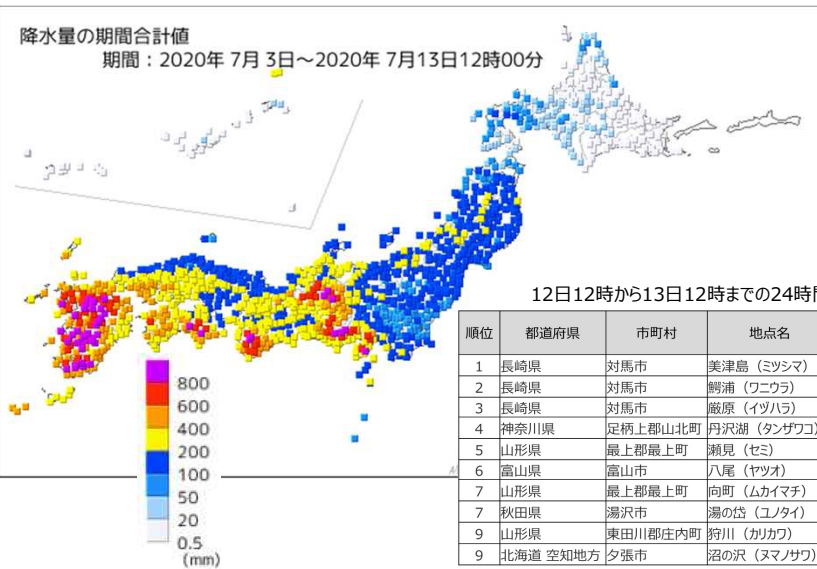 降水量の期間合計値
期間：2020年 7月 3日～2020年 7月13日12時00分
12日12時から13日12時までの24時
順位 都道府県 市町村 地点名
1 長崎県 対馬市 美津島（ミツシマ）
2 長崎県 対馬市 鰐浦（ワニウラ）
3 長崎県 対馬市 厳原（イヅハラ）
4 神奈川県 足柄上郡山北町 丹沢湖（タンザワコ）
5 山形県 最上郡最上町 瀬見（セミ）
6 富山県 富山市 八尾（ヤツオ）
7 山形県 最上郡最上町 向町（ムカイマチ）
7 秋田県 湯沢市 湯の岱（ユノタイ）
9 山形県 東田川郡庄内町 狩川（カリカワ）
9 北海道 空知地方 夕張市 沼の沢（ヌマノサワ）
800
600
400
200
100
50
20
0.5
(mm)